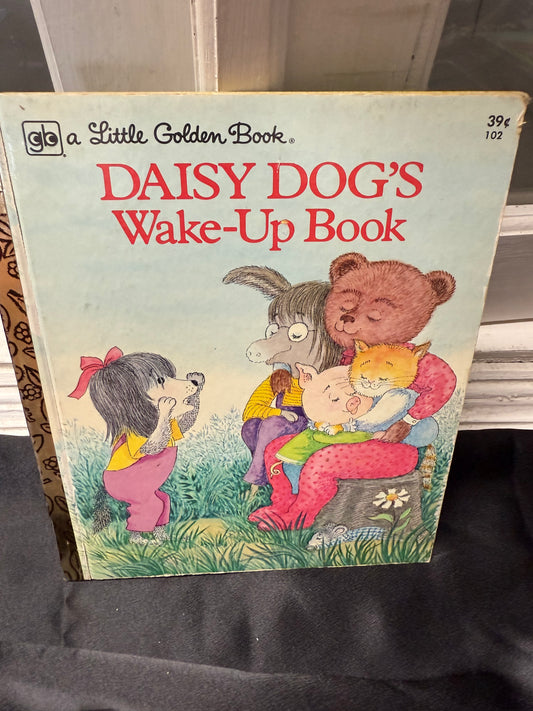 gb a Little Golden Book®
39¢
102
DAISY DOG'S
Wake-Up Book